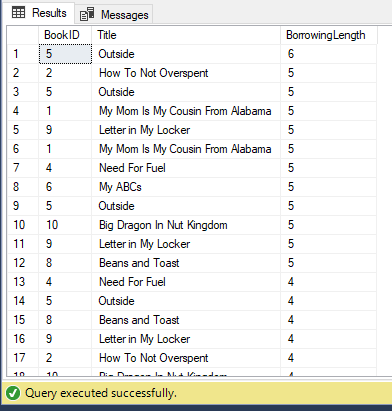 Results Messages
BookID Title BorrowingLength
1 5 Outside 6
2 2 How To Not Overspent 5
3 5 Outside 5
4 1 My Mom Is My Cousin From Alabama 5
5 9 Letter in My Locker 5
6 1 My Mom Is My Cousin From Alabama 5
7 4 Need For Fuel 5
8 6 My ABCs 5
9 5 Outside 5
10 10 Big Dragon In Nut Kingdom 5
11 9 Letter in My Locker 5
12 8 Beans and Toast 5
13 4 Need For Fuel 4
14 5 Outside 4
15 8 Beans and Toast 4
16 9 Letter in My Locker 4
17 2 How To Not Overspent 4
18 10 Big Dragon In Nut Kingdom 4
Query executed successfully.